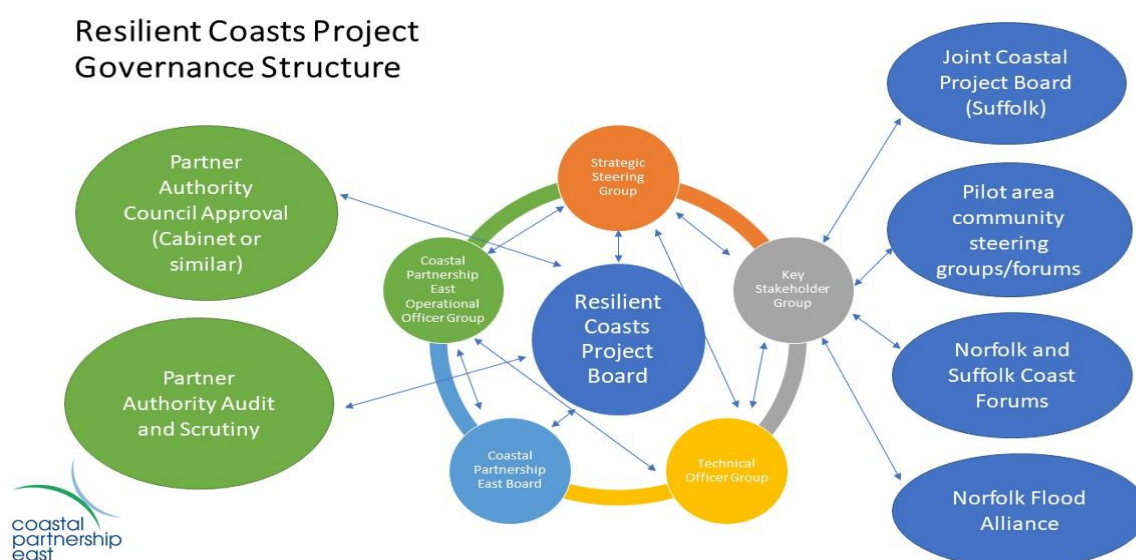 Resilient Coasts Project
Governance Structure
Partner
Authority
Council Approval
(Cabinet or
similar)
Partner
Authority Audit
and Scrutiny
Strategic
Steering
Group
Coastal
Partnership
East
Operational
Officer Group
Resilient
Coasts
Project
Board
Key
Stakeholder
Group
Coastal
Partnership
East Board
Technical
Officer Group
Joint Coastal
Project Board
(Suffolk)
Pilot area
community
steering
groups/forums
Norfolk and
Suffolk Coast
Forums
Norfolk Flood
Alliance
coastal
partnership
east